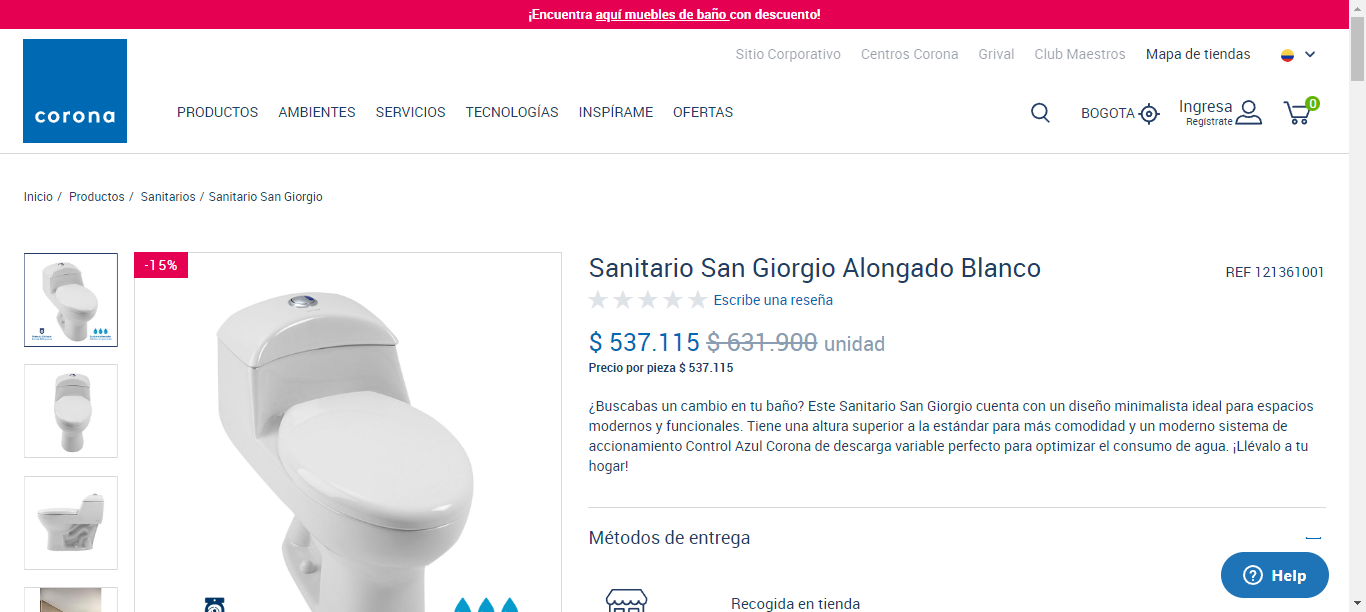 ¡Encuentra aquí muebles de baño con descuento!
Sitio Corporativo Centros Corona Grival Club Maestros Mapa de tiendas
corona
PRODUCTOS AMBIENTES SERVICIOS TECNOLOGÍAS INSPÍRAME OFERTAS
BOGOTA
Ingresa
Regístrate
0
Inicio / Productos / Sanitarios / Sanitario San Giorgio
-15%
Sanitario San Giorgio Alongado Blanco
REF 121361001
Escribe una reseña
$ 537.115 $ 631.900 unidad
Precio por pieza $ 537.115
¿Buscabas un cambio en tu baño? Este Sanitario San Giorgio cuenta con un diseño minimalista ideal para espacios
modernos y funcionales. Tiene una altura superior a la estándar para más comodidad y un moderno sistema de
accionamiento Control Azul Corona de descarga variable perfecto para optimizar el consumo de agua. ¡Llévalo a tu
hogar!
Métodos de entrega
Recogida en tienda
Help